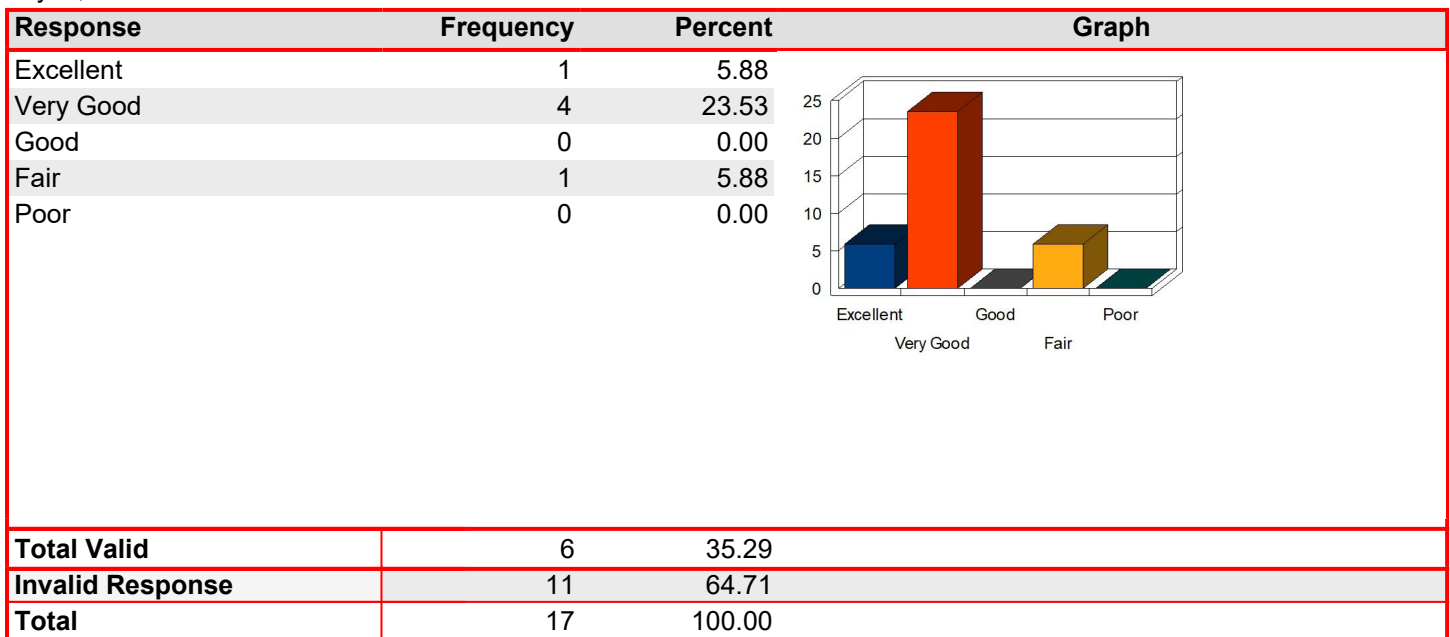 Response Frequency Percent Graph
Excellent 1 5.88
Very Good 4 23.53
Good 0 0.00
Fair 1 5.88
Poor 0 0.00
25
20
15
10
5
0
Excellent Good Poor
Very Good Fair
Total Valid 6 35.29
Invalid Response 11 64.71
Total 17 100.00